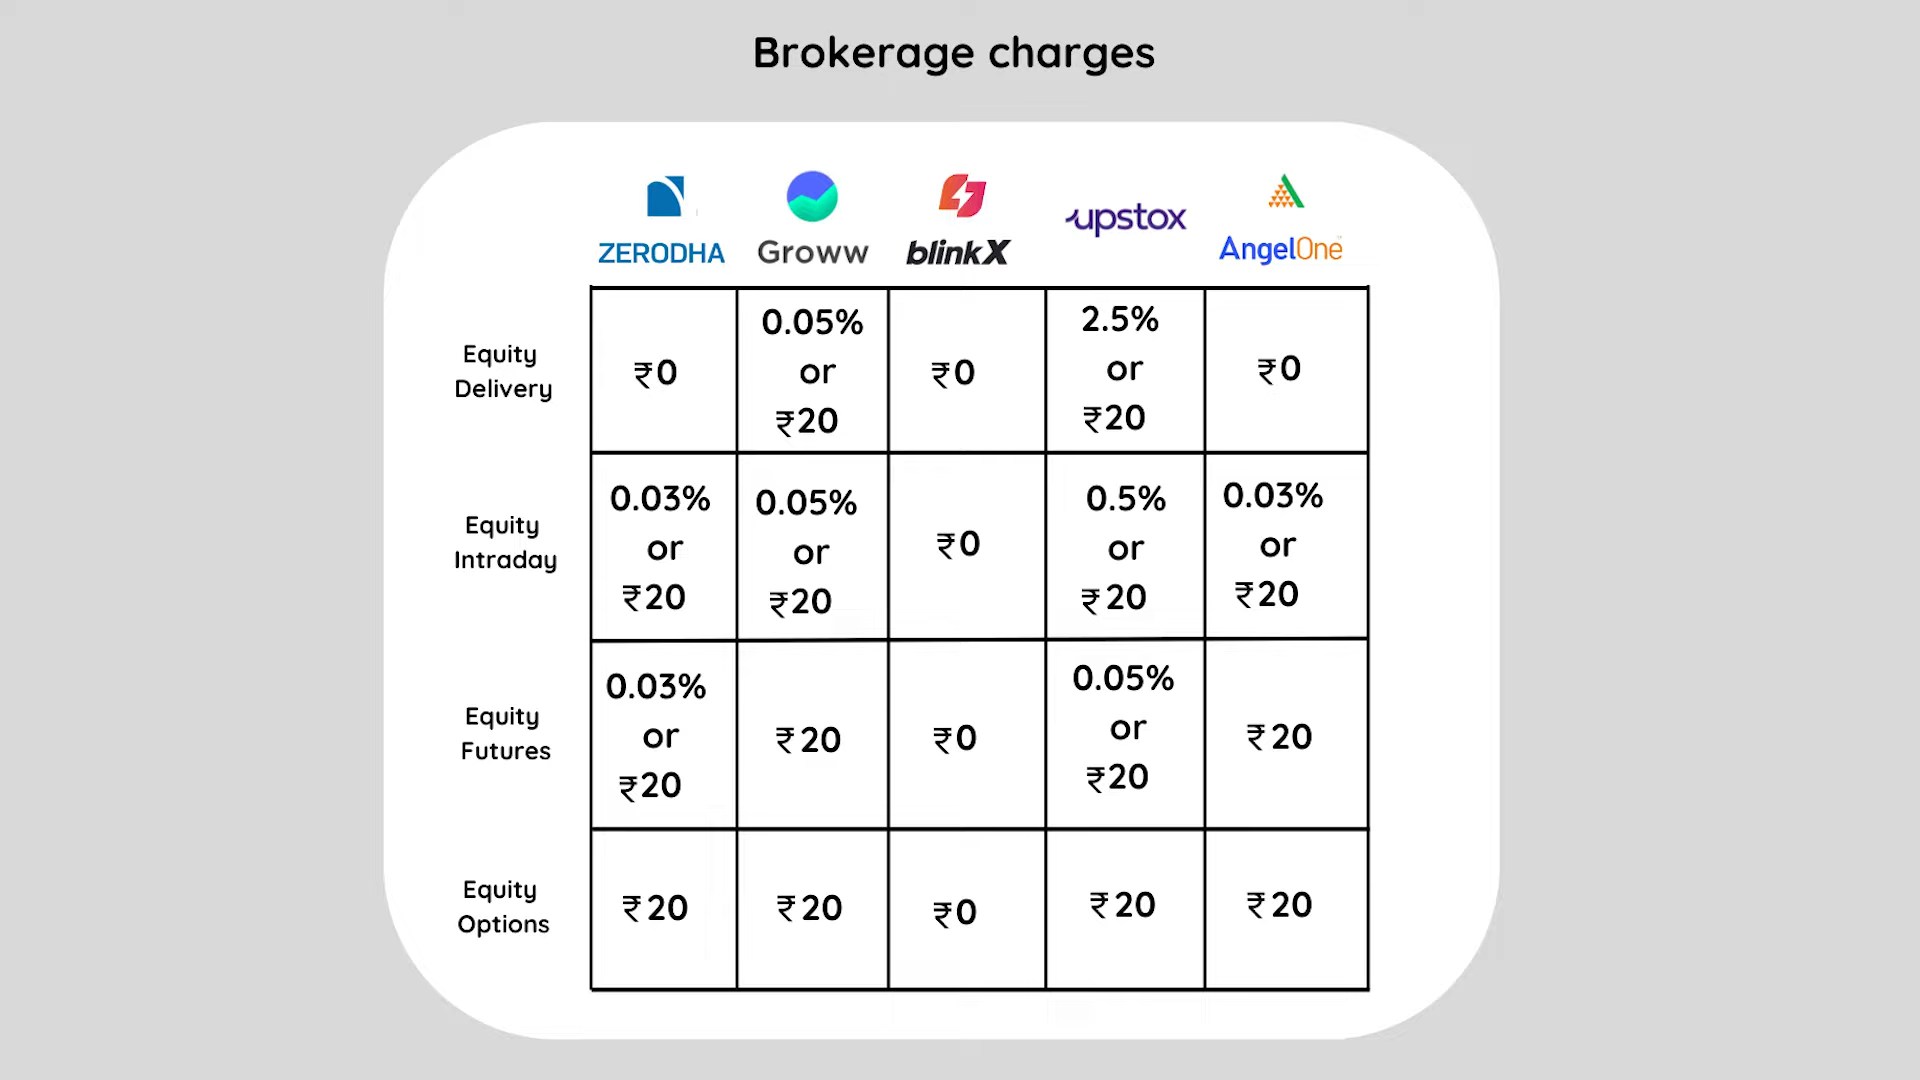 Brokerage charges
ZERODHA
Groww
blinkX
upstox
AngelOne
Equity
Delivery
₹0
0.05%
or
₹20
₹0
2.5%
or
₹20
₹0
Equity
Intraday
0.03%
or
₹20
0.05%
or
₹20
₹0
0.5%
or
₹20
0.03%
or
₹20
Equity
Futures
0.03%
or
₹20
₹20
₹0
0.05%
or
₹20
₹20
Equity
Options
₹20
₹20
₹0
₹20
₹20